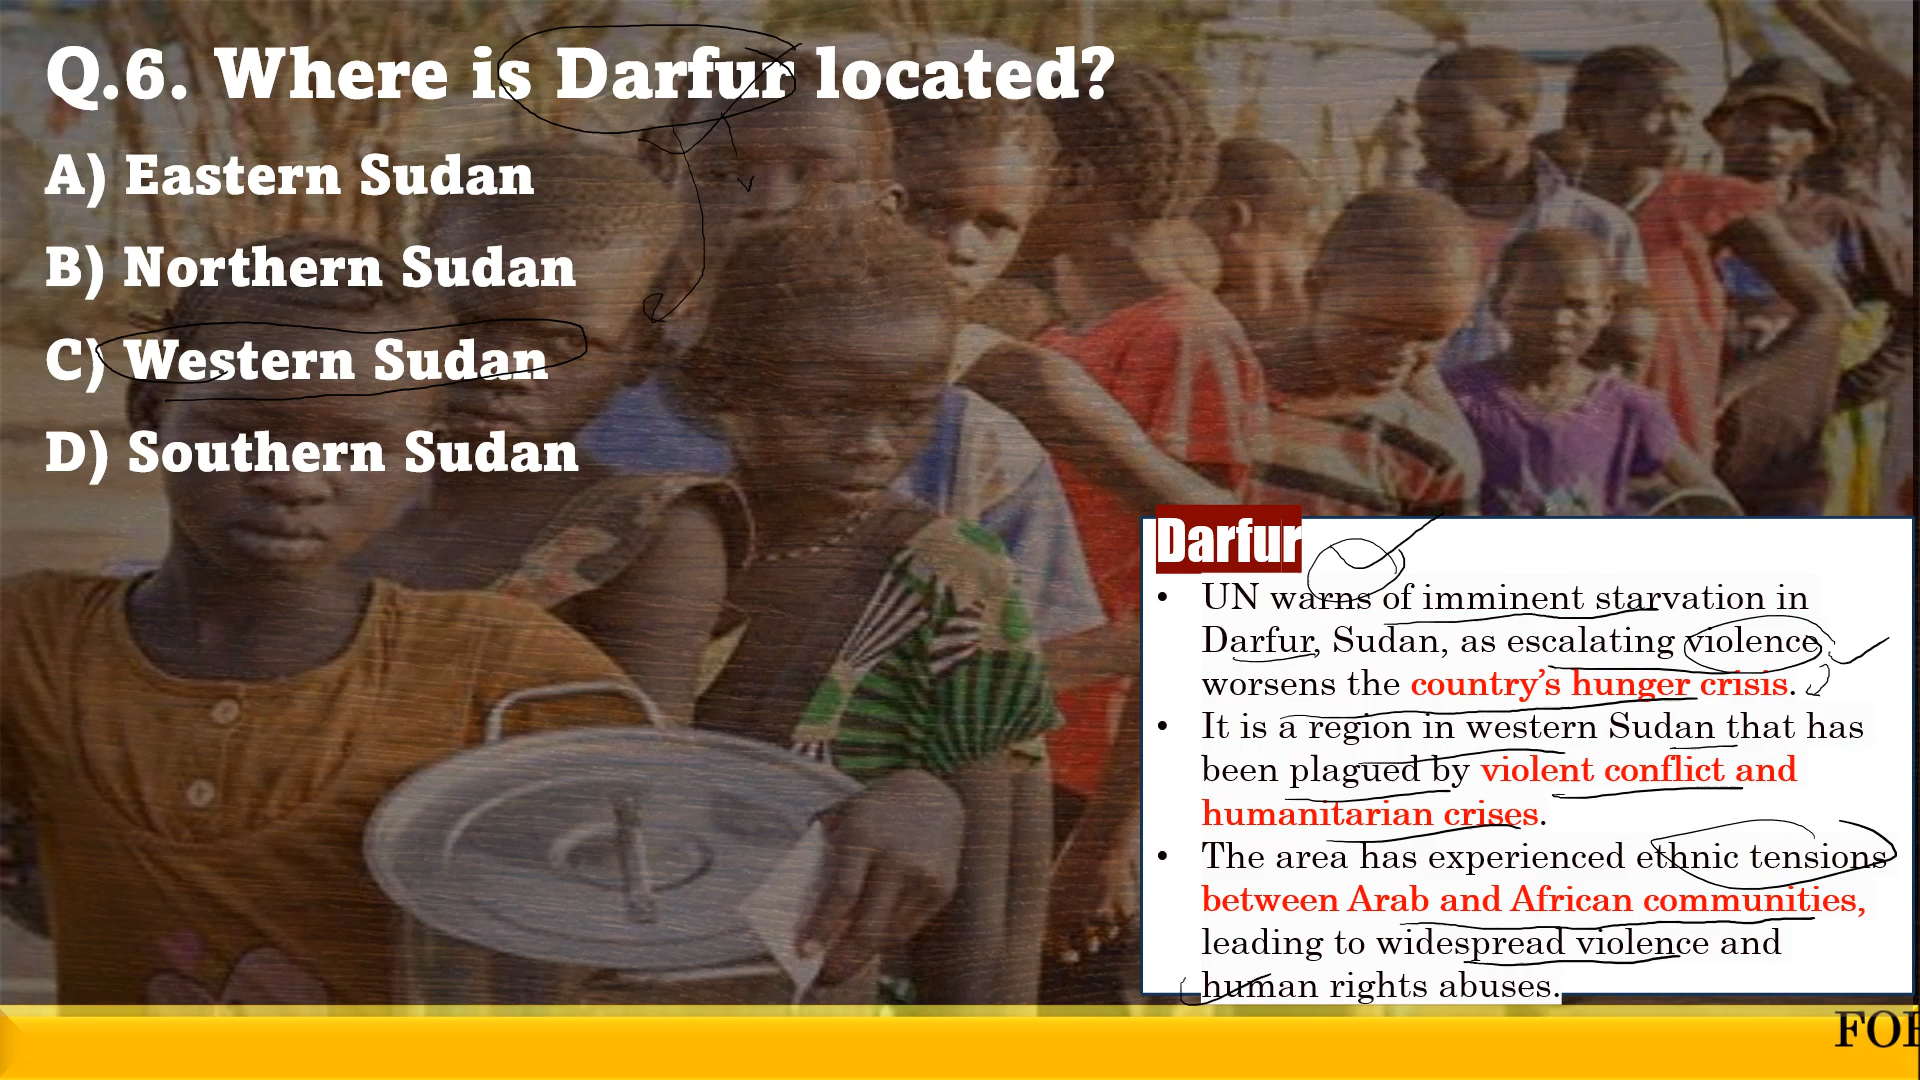 Q.6. Where is Darfur located?
A) Eastern Sudan
B) Northern Sudan
C) Western Sudan
D) Southern Sudan
Darfur
• UN warns of imminent starvation in
Darfur, Sudan, as escalating violence
worsens the country's hunger crisis.
• It is a region in western Sudan that has
been plagued by violent conflict and
humanitarian crises.
• The area has experienced ethnic tensions
between Arab and African communities,
leading to widespread violence and
human rights abuses.